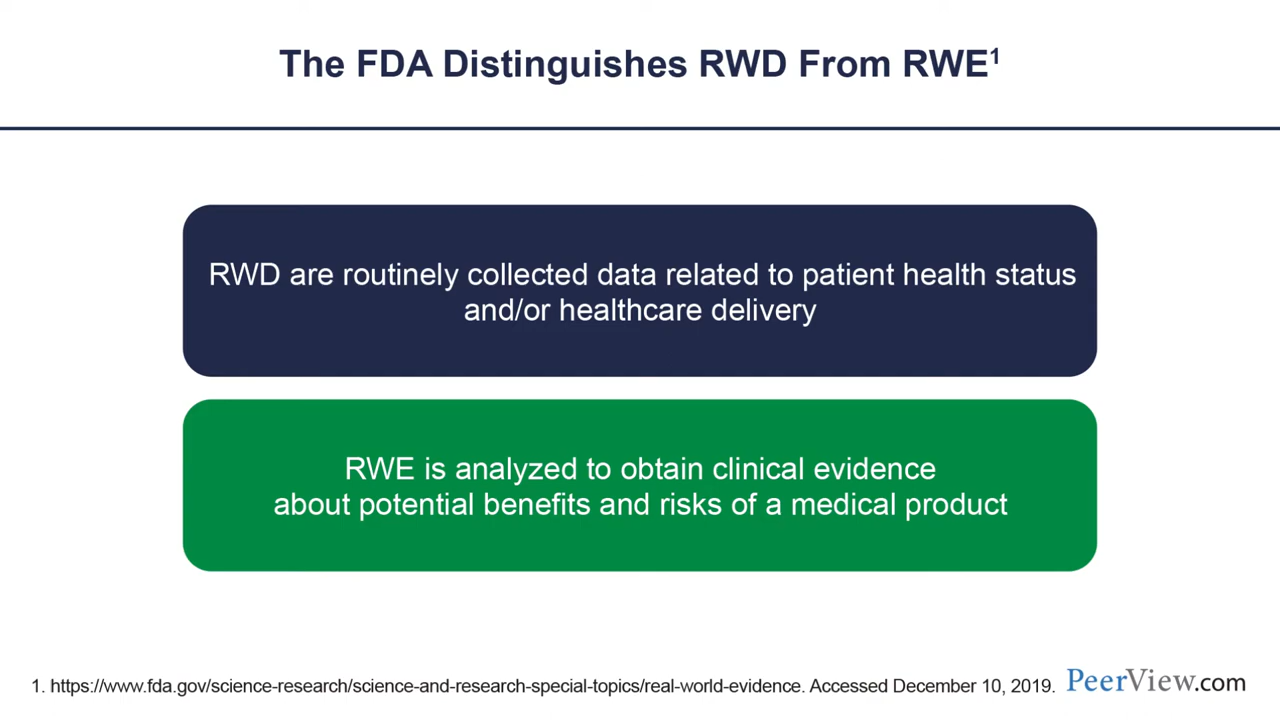 The FDA Distinguishes RWD From RWE¹
RWD are routinely collected data related to patient health status
and/or healthcare delivery
RWE is analyzed to obtain clinical evidence
about potential benefits and risks of a medical product
1. https://www.fda.gov/science-research/science-and-research-special-topics/real-world-evidence. Accessed December 10, 2019.
PeerView.com